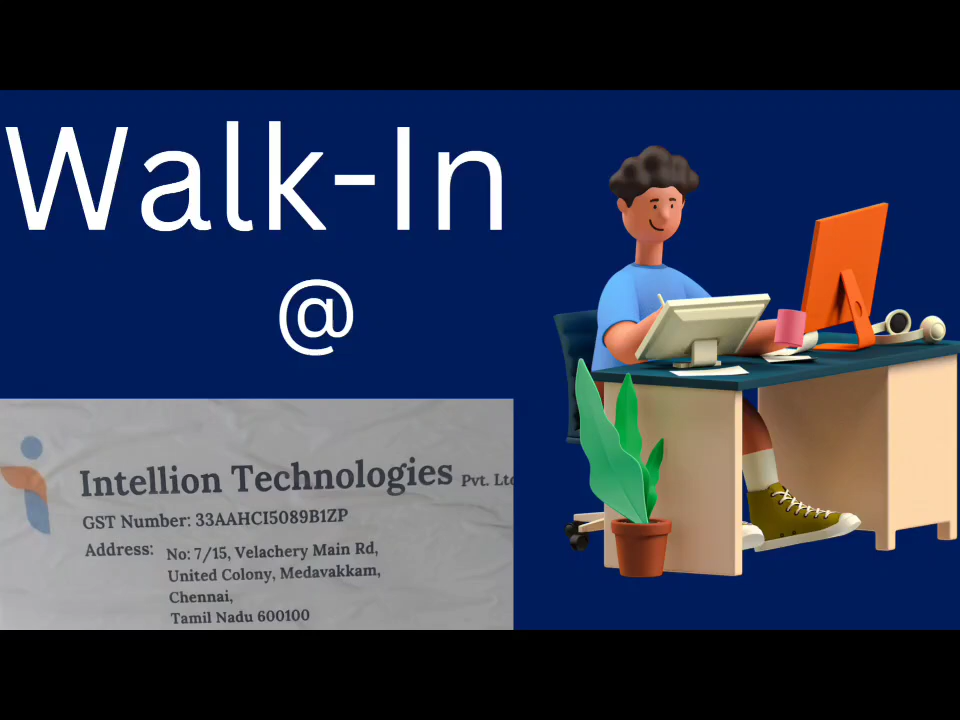 Walk-In
@
Intellion Technologies Pvt. Ltd
GST Number: 33AAHCI5089B1ZP
Address: No: 7/15, Velachery Main Rd,
United Colony, Medavakkam,
Chennai,
Tamil Nadu 600100